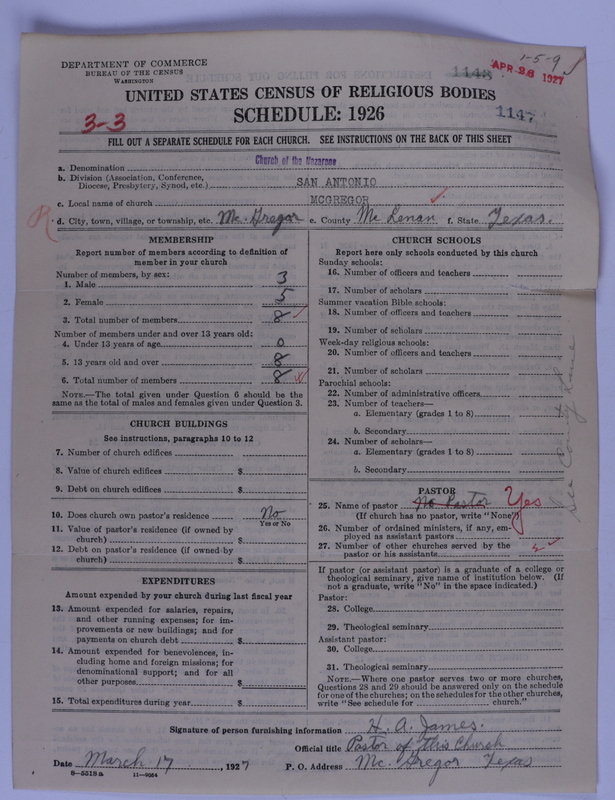 DEPARTMENT OF COMMERCE
BUREAU OF THE CENSUS
WASHINGTON
1-5-9
1148
APR 28 1927
UNITED STATES CENSUS OF RELIGIOUS BODIES
SCHEDULE: 1926
3-3
1147
FILL OUT A SEPARATE SCHEDULE FOR EACH CHURCH. SEE INSTRUCTIONS ON THE BACK OF THIS SHEET
a. Denomination Church of the Nazarene
b. Division (Association, Conference, Diocese, Presbytery, Synod, etc.) SAN ANTONIO
c. Local name of church MCGREGOR
R
d. City, town, village, or township, etc. Mc Gregor e. County Mc Lenan f. State Texas.
MEMBERSHIP
Report number of members according to definition of member in your church
Number of members, by sex:
1. Male 3
2. Female 5
3. Total number of members 8
Number of members under and over 13 years old:
4. Under 13 years of age 0
5. 13 years old and over 8
6. Total number of members 8
NOTE.—The total given under Question 6 should be the same as the total of males and females given under Question 3.
CHURCH BUILDINGS
See instructions, paragraphs 10 to 12
7. Number of church edifices
8. Value of church edifices $
9. Debt on church edifices $
10. Does church own pastor's residence No
Yes or No
11. Value of pastor's residence (if owned by church) $
12. Debt on pastor's residence (if owned by church) $
EXPENDITURES
Amount expended by your church during last fiscal year
13. Amount expended for salaries, repairs, and other running expenses; for improvements or new buildings; and for payments on church debt $
14. Amount expended for benevolences, including home and foreign missions; for denominational support; and for all other purposes $
15. Total expenditures during year $
CHURCH SCHOOLS
Report here only schools conducted by this church
Sunday schools:
16. Number of officers and teachers
17. Number of scholars
Summer vacation Bible schools:
18. Number of officers and teachers
19. Number of scholars
Week-day religious schools:
20. Number of officers and teachers
21. Number of scholars
Parochial schools:
22. Number of administrative officers
23. Number of teachers—
a. Elementary (grades 1 to 8)
b. Secondary
24. Number of scholars—
a. Elementary (grades 1 to 8)
b. Secondary
See County Line
PASTOR
25. Name of pastor No Pastor Yes
(If church has no pastor, write "None")
26. Number of ordained ministers, if any, employed as assistant pastors
27. Number of other churches served by the pastor or his assistants
If pastor (or assistant pastor) is a graduate of a college or theological seminary, give name of institution below. (If not a graduate, write "No" in the space indicated.)
Pastor:
28. College
29. Theological seminary
Assistant pastor:
30. College
31. Theological seminary
NOTE.—Where one pastor serves two or more churches, Questions 28 and 29 should be answered only on the schedule for one of the churches; on the schedules for the other churches, write "See schedule for church."
Signature of person furnishing information H. A. James.
Official title Pastor of this Church
Date March 17, 1927 P. O. Address Mc Gregor Texas
8-5518a 11-9564